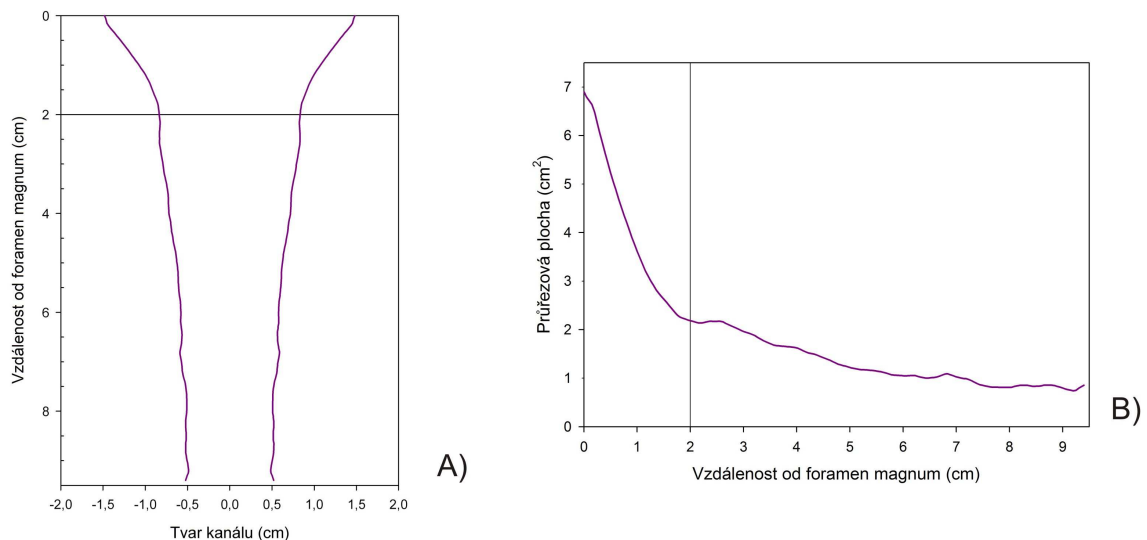 Vzdálenost od foramen magnum (cm)
0
2
4
6
8
-2,0 -1,5 -1,0 -0,5 0,0 0,5 1,0 1,5 2,0
Tvar kanálu (cm)
A)
Průřezová plocha (cm²)
7
6
5
4
3
2
1
0
0 1 2 3 4 5 6 7 8 9
Vzdálenost od foramen magnum (cm)
B)